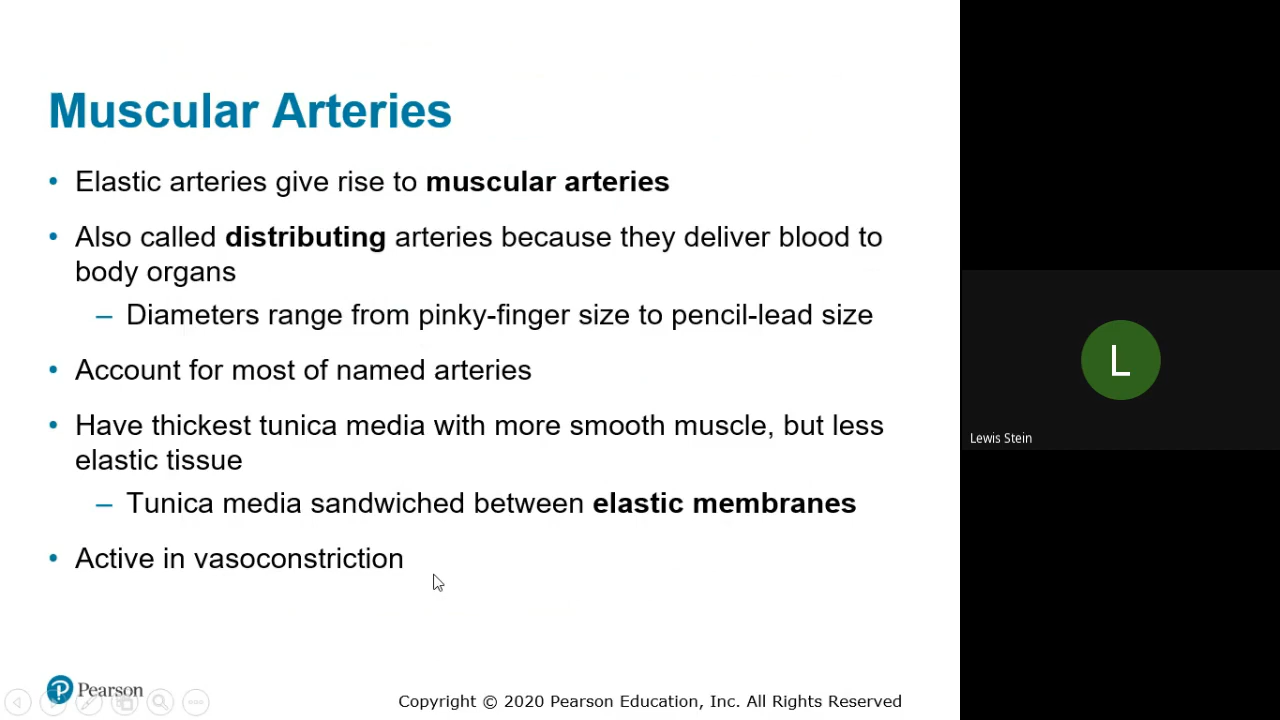 Muscular Arteries
• Elastic arteries give rise to muscular arteries
• Also called distributing arteries because they deliver blood to
body organs
– Diameters range from pinky-finger size to pencil-lead size
• Account for most of named arteries
• Have thickest tunica media with more smooth muscle, but less
elastic tissue
– Tunica media sandwiched between elastic membranes
• Active in vasoconstriction
L
Lewis Stein
P Pearson
Copyright © 2020 Pearson Education, Inc. All Rights Reserved